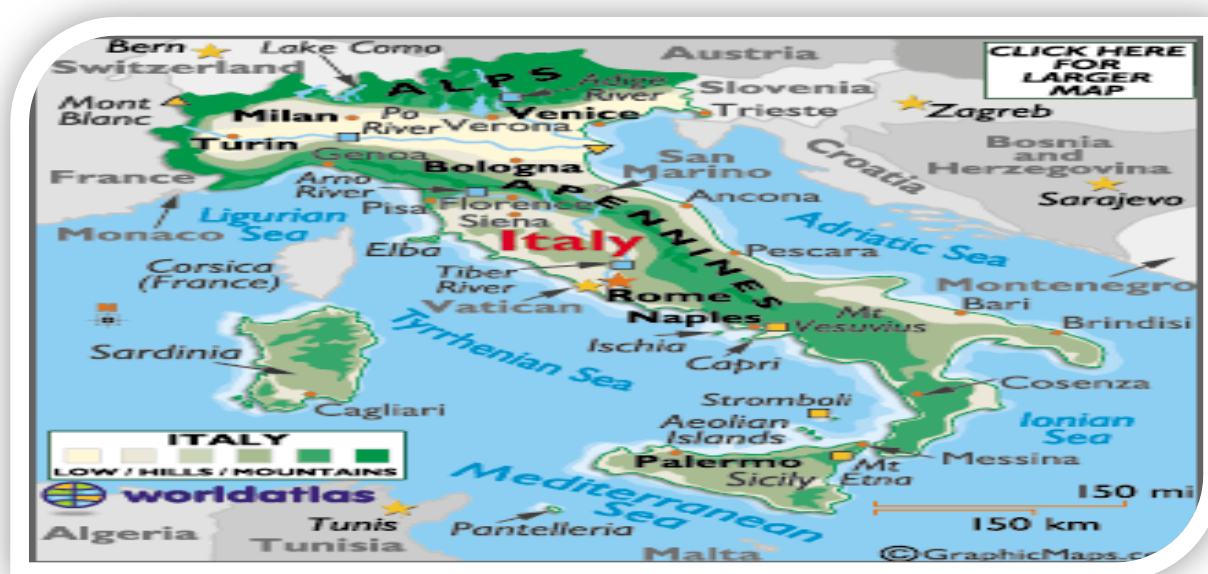 Bern
Lake Como
Austria
CLICK HERE
FOR
LARGER
MAP
Switzerland
ALPS
Adige
River
Slovenia
Mont
Blanc
Milan
Po
River
Verona
Venice
Trieste
Zagreb
Turin
Genoa
Bologna
San
Marino
Croatia
Bosnia
and
Herzegovina
France
Arno
River
APENNINES
Pisa
Florence
Siena
Ancona
Sarajevo
Monaco
Ligurian
Sea
Elba
Italy
Adriatic Sea
Pescara
Corsica
(France)
Tiber
River
Vatican
Rome
Montenegro
Naples
Mt
Vesuvius
Bari
Brindisi
Ischia
Capri
Tyrrhenian Sea
Sardinia
Cosenza
Cagliari
Stromboli
Aeolian
Islands
Ionian
Sea
ITALY
LOW / HILLS / MOUNTAINS
Palermo
Sicily
Mt
Etna
Messina
worldatlas
Mediterranean
Sea
150 mi
150 km
Algeria
Tunis
Tunisia
Pantelleria
Malta
©GraphicMaps.c